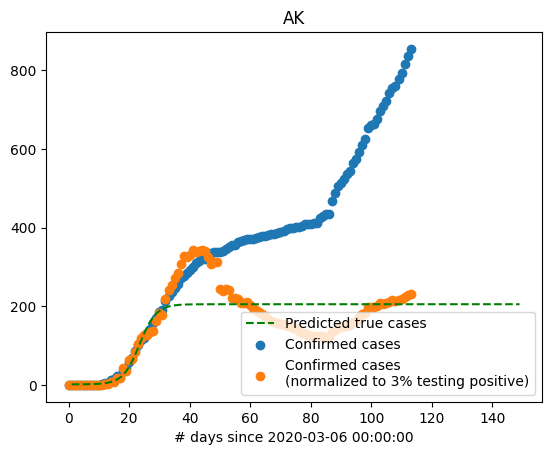 AK
800
600
400
200
0
Predicted true cases
Confirmed cases
Confirmed cases
(normalized to 3% testing positive)
0 20 40 60 80 100 120 140
# days since 2020-03-06 00:00:00